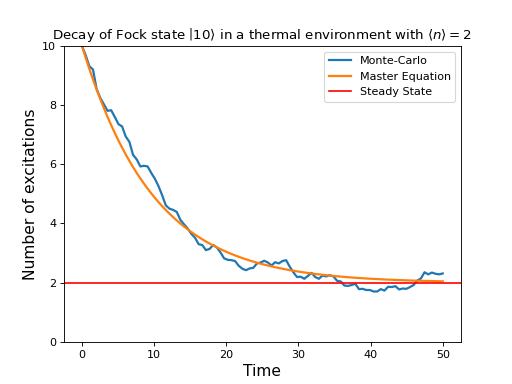 Decay of Fock state |10⟩ in a thermal environment with ⟨n⟩ = 2
Number of excitations
10
8
6
4
2
0
Monte-Carlo
Master Equation
Steady State
0
10
20
30
40
50
Time